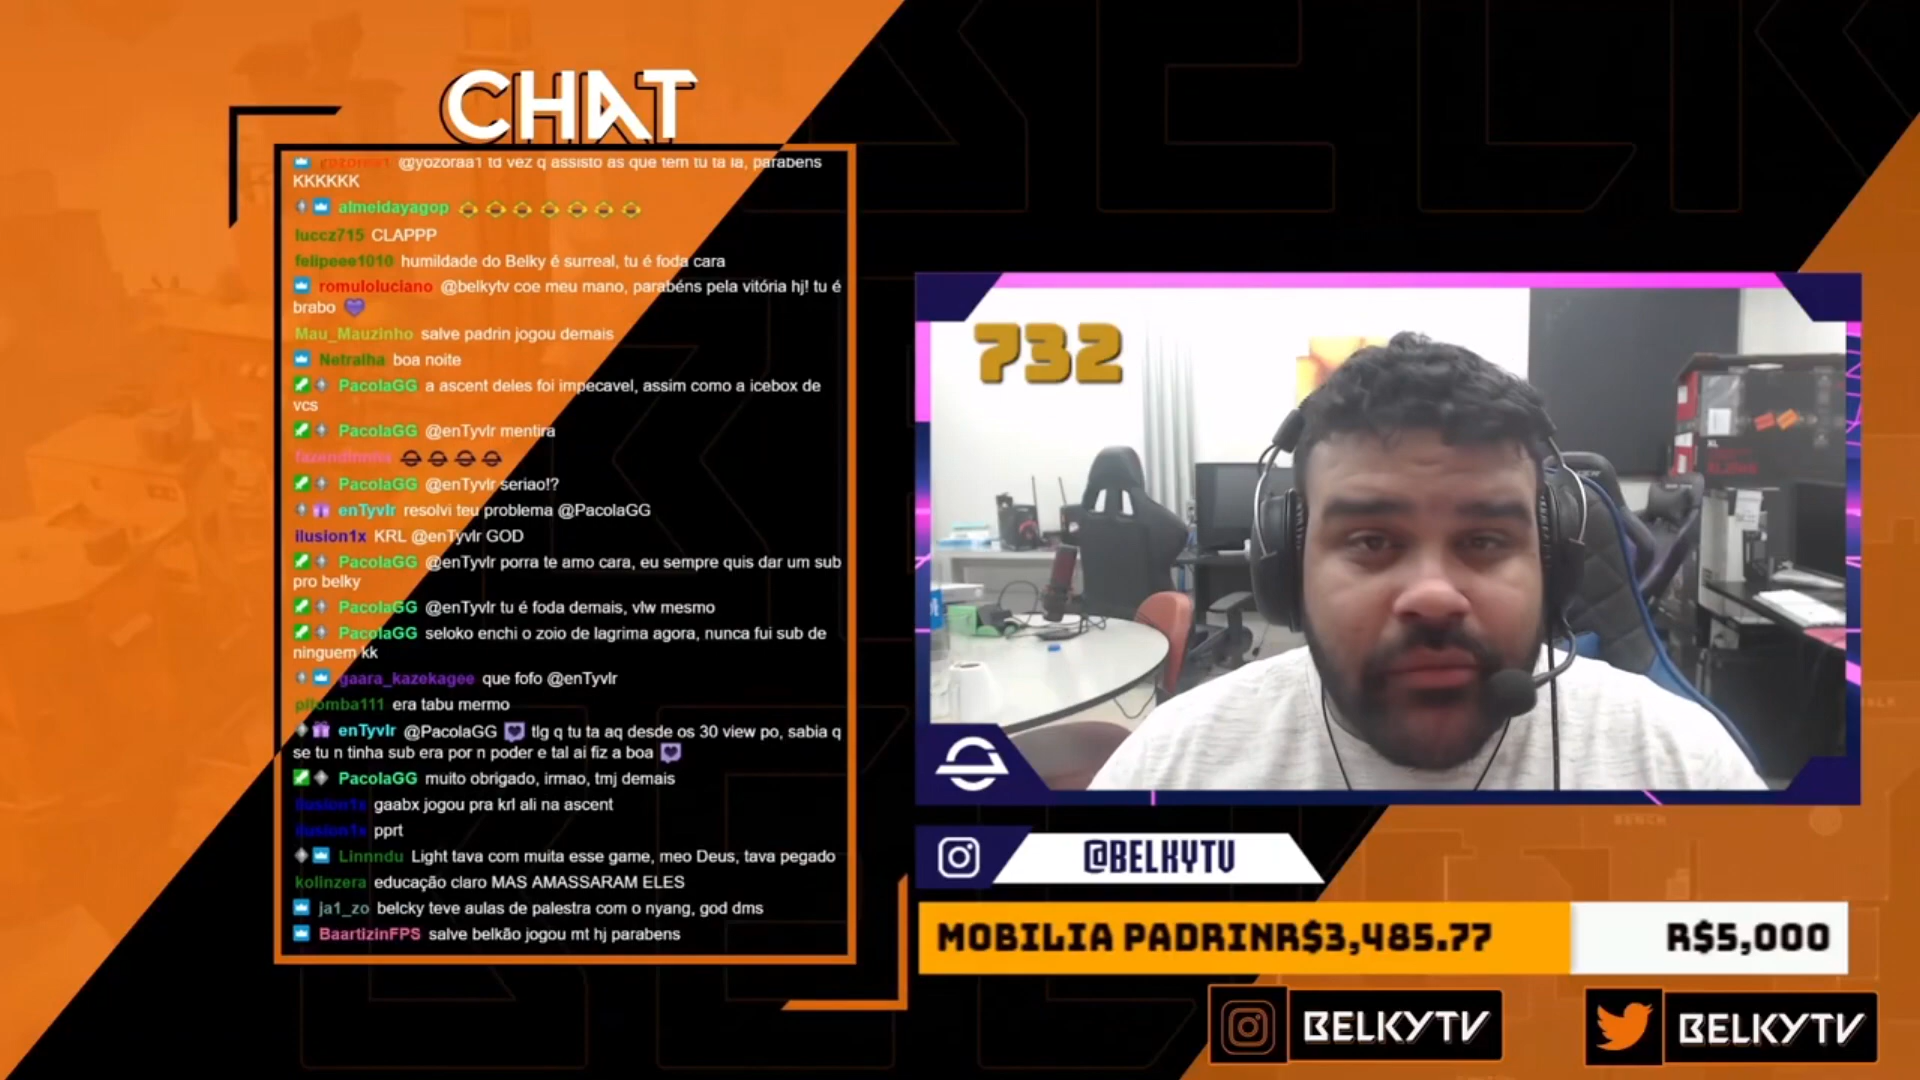 CHAT
@yozoraa1 td vez q assisto as que tem tu ta la, parabens
KKKKKK
almeidayagop
luccz715 CLAPPP
felipeee1010 humildade do Belky é surreal, tu é foda cara
romuloluciano @belkytv coe meu mano, parabéns pela vitória hj! tu é
brabo
Mau_Mauzinho salve padrin jogou demais
Netralha boa noite
PacolaGG a ascent deles foi impecavel, assim como a icebox de
vcs
PacolaGG @enTyvlr mentira
PacolaGG @enTyvlr seriao!?
enTyvlr resolvi teu problema @PacolaGG
ilusion1x KRL @enTyvlr GOD
PacolaGG @enTyvlr porra te amo cara, eu sempre quis dar um sub
pro belky
PacolaGG @enTyvlr tu é foda demais, vlw mesmo
PacolaGG seloko enchi o zoio de lagrima agora, nunca fui sub de
ninguem kk
gaara_kazekagee que fofo @enTyvlr
pitomba111 era tabu mermo
enTyvlr @PacolaGG tlg q tu ta aq desde os 30 view po, sabia q
se tu n tinha sub era por n poder e tal ai fiz a boa
PacolaGG muito obrigado, irmao, tmj demais
ilusion1x gaabx jogou pra krl ali na ascent
ilusion1x pprt
Linnndu Light tava com muita esse game, meo Deus, tava pegado
kolinzera educação claro MAS AMASSARAM ELES
ja1_zo belcky teve aulas de palestra com o nyang, god dms
BaartizinFPS salve belkão jogou mt hj parabens
732
@BELKYTV
MOBILIA PADRINR$3,485.77 R$5,000
BELKYTV BELKYTV